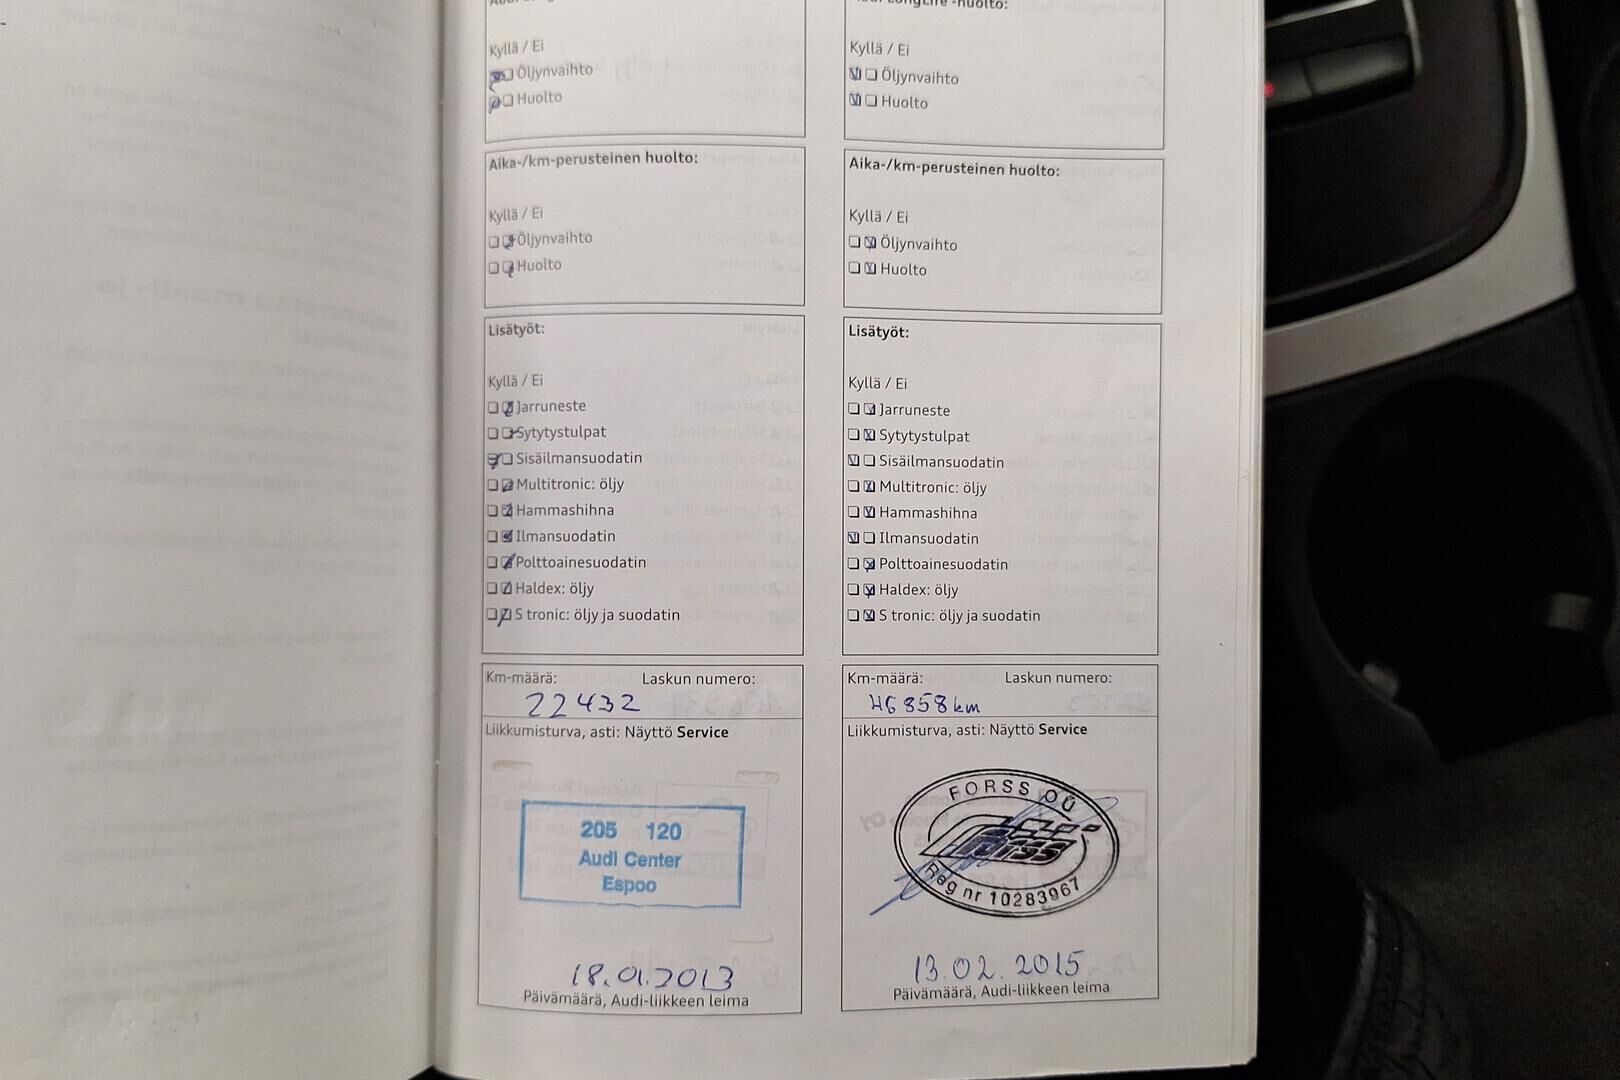 Kyllä / Ei
Öljynvaihto
Huolto
Aika-/km-perusteinen huolto:
Kyllä / Ei
Öljynvaihto
Huolto
Lisätyöt:
Kyllä / Ei
Jarruneste
Sytytystulpat
Sisäilmansuodatin
Multitronic: öljy
Hammashihna
Ilmansuodatin
Polttoainesuodatin
Haldex: öljy
S tronic: öljy ja suodatin
Km-määrä: Laskun numero:
22432
Liikkumisturva, asti: Näyttö Service
205 120
Audi Center
Espoo
18.01.2013
Päivämäärä, Audi-liikkeen leima
LongLife -huolto:
Kyllä / Ei
Öljynvaihto
Huolto
Aika-/km-perusteinen huolto:
Kyllä / Ei
Öljynvaihto
Huolto
Lisätyöt:
Kyllä / Ei
Jarruneste
Sytytystulpat
Sisäilmansuodatin
Multitronic: öljy
Hammashihna
Ilmansuodatin
Polttoainesuodatin
Haldex: öljy
S tronic: öljy ja suodatin
Km-määrä: Laskun numero:
46858km
Liikkumisturva, asti: Näyttö Service
FORSS OÜ
forss
Reg nr 10283967
13.02.2015
Päivämäärä, Audi-liikkeen leima